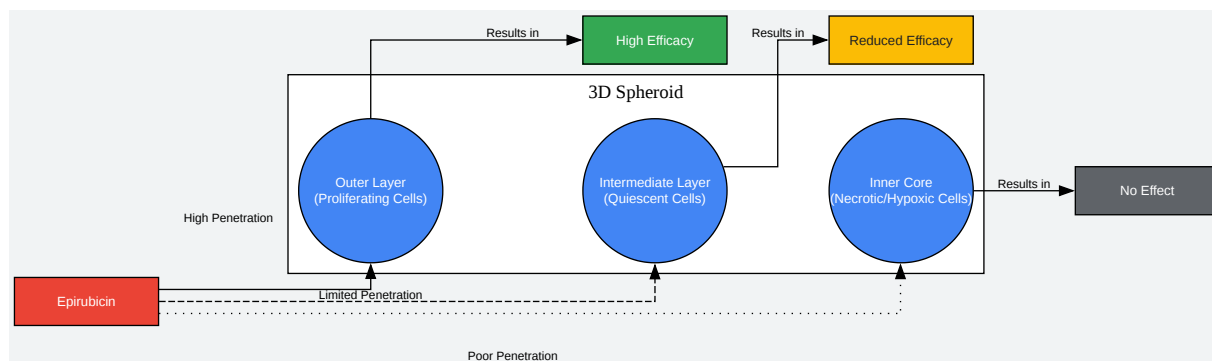 Results in
High Efficacy
Results in
Reduced Efficacy
3D Spheroid
Outer Layer
(Proliferating Cells)
Intermediate Layer
(Quiescent Cells)
Inner Core
(Necrotic/Hypoxic Cells)
Results in
No Effect
High Penetration
Epirubicin
Limited Penetration
Poor Penetration